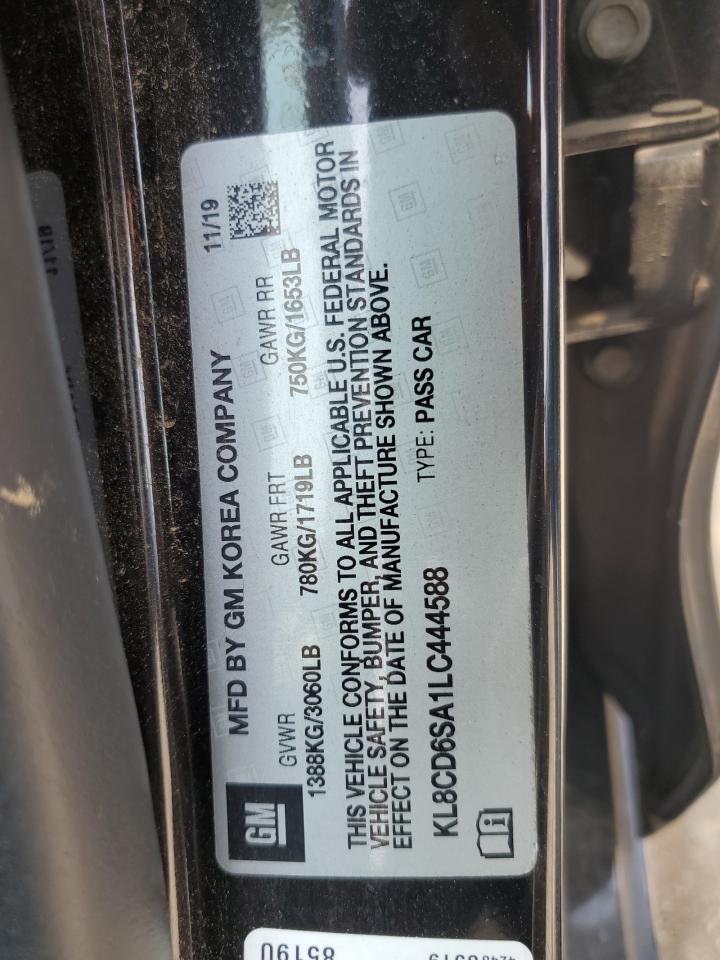 GM
MFD BY GM KOREA COMPANY 11/19
GVWR GAWR FRT GAWR RR
1388KG/3060LB 780KG/1719LB 750KG/1653LB
THIS VEHICLE CONFORMS TO ALL APPLICABLE U.S. FEDERAL MOTOR
VEHICLE SAFETY, BUMPER, AND THEFT PREVENTION STANDARDS IN
EFFECT ON THE DATE OF MANUFACTURE SHOWN ABOVE.
KL8CD6SA1LC444588 TYPE: PASS CAR